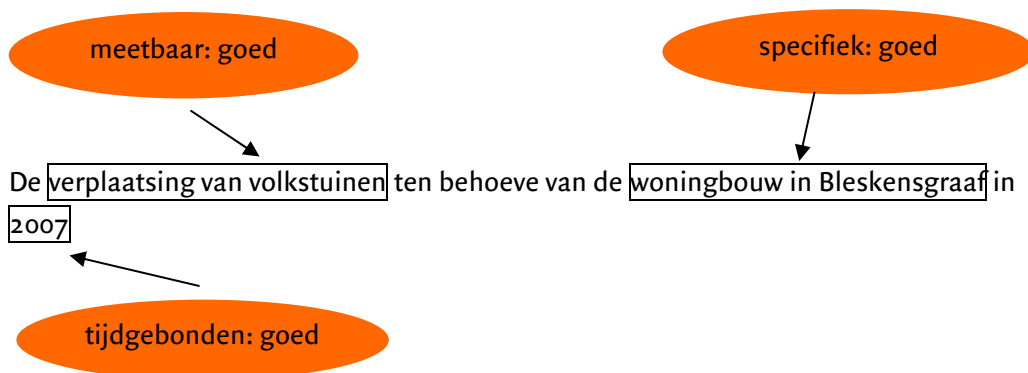 meetbaar: goed
specifiek: goed
De verplaatsing van volkstuinen ten behoeve van de woningbouw in Bleskensgraaf in
2007
tijdgebonden: goed